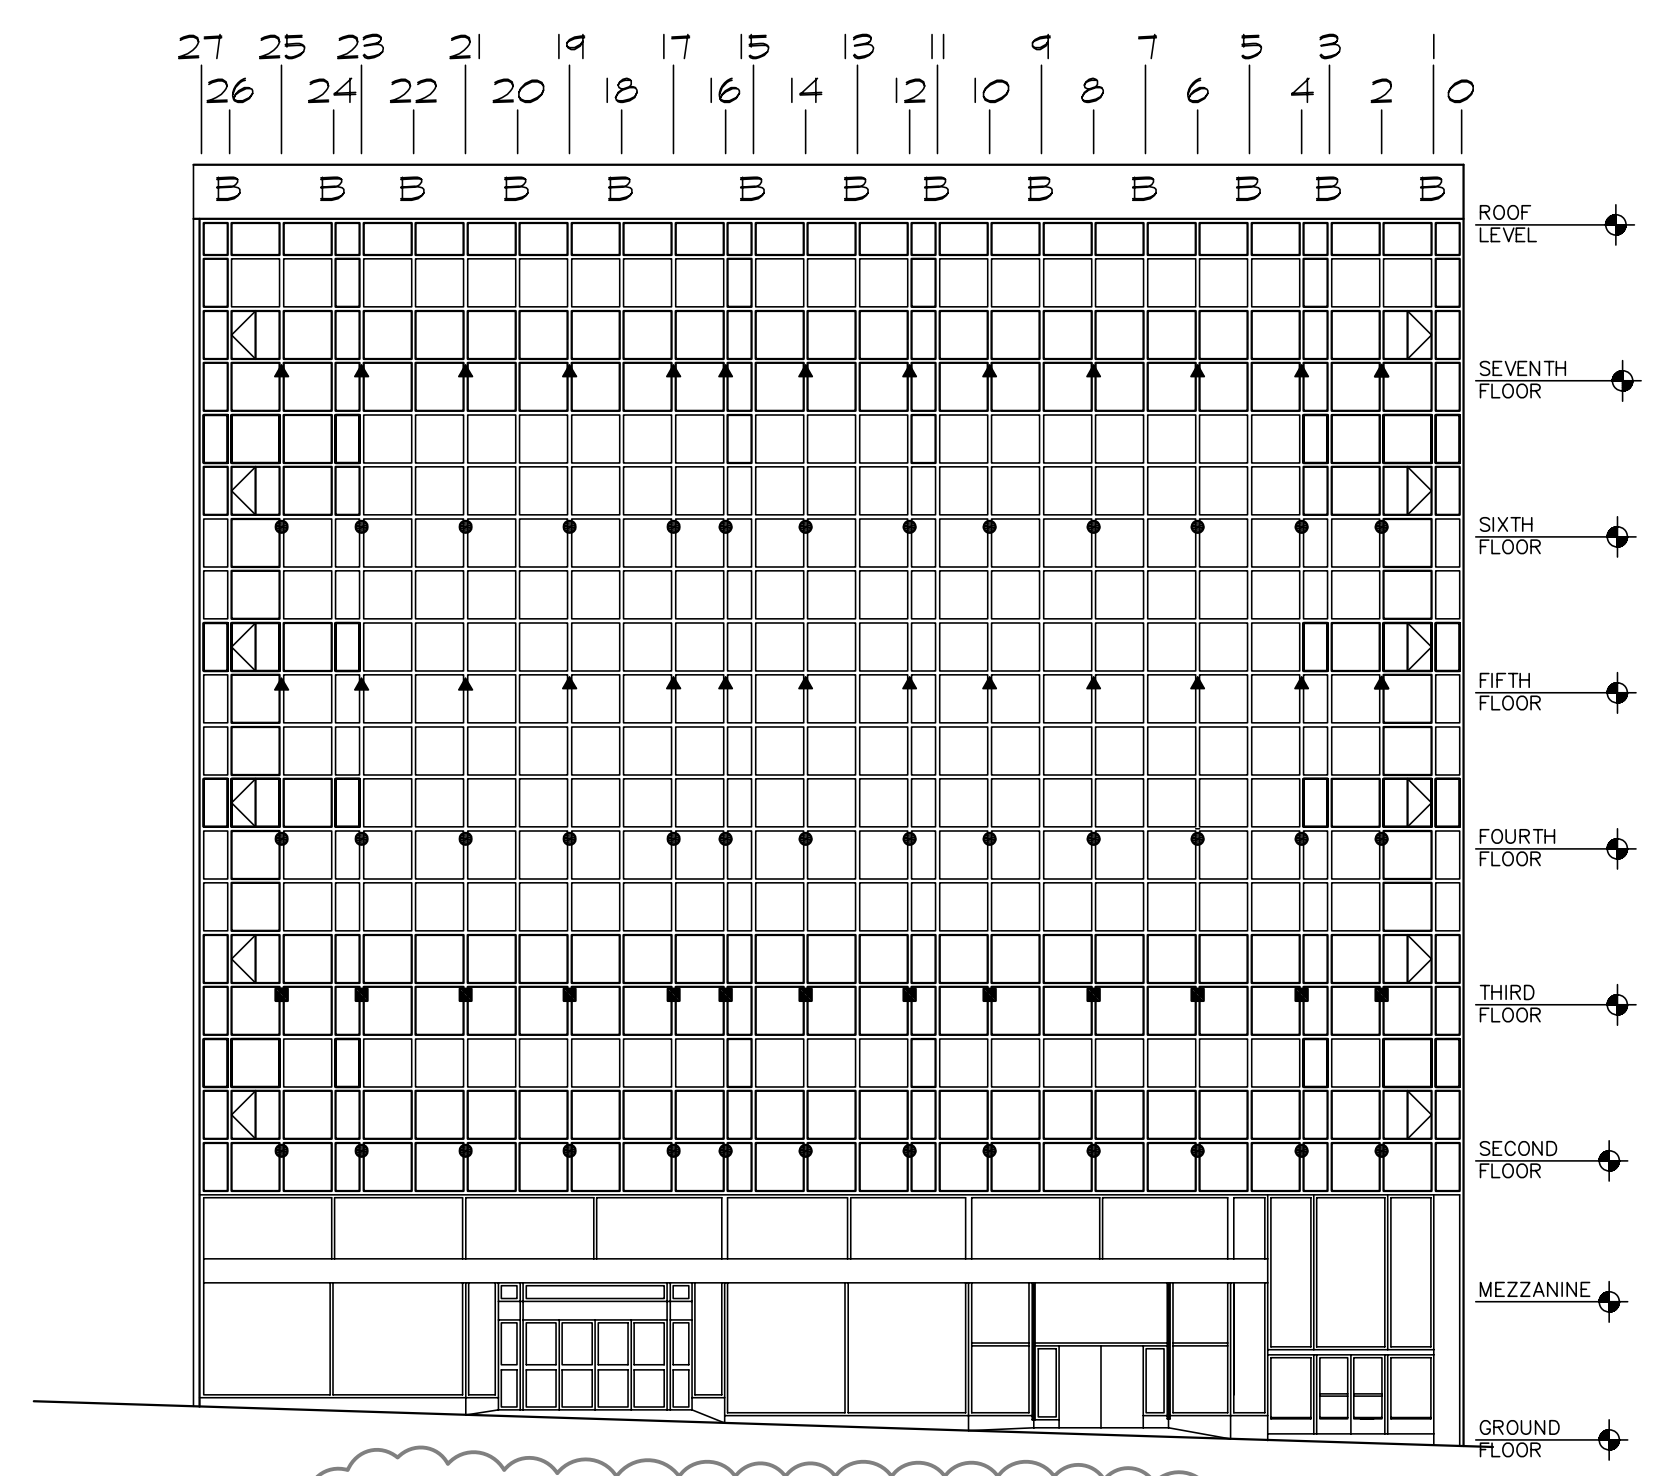 27 25 23 21 19 17 15 13 11 9 7 5 3 1
26 24 22 20 18 16 14 12 10 8 6 4 2 0
B B B B B B B B B B B B B
ROOF
LEVEL
SEVENTH
FLOOR
SIXTH
FLOOR
FIFTH
FLOOR
FOURTH
FLOOR
THIRD
FLOOR
SECOND
FLOOR
MEZZANINE
GROUND
FLOOR